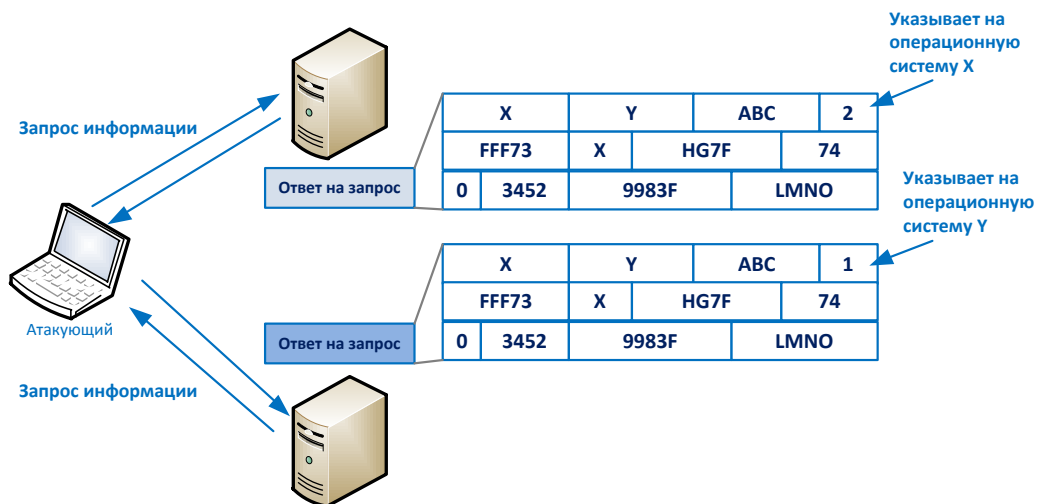 Указывает на
операционную
систему X
Запрос информации
X Y ABC 2
FFF73 X HG7F 74
Ответ на запрос
0 3452 9983F LMNO
Указывает на
операционную
систему Y
X Y ABC 1
FFF73 X HG7F 74
Атакующий
Ответ на запрос
0 3452 9983F LMNO
Запрос информации